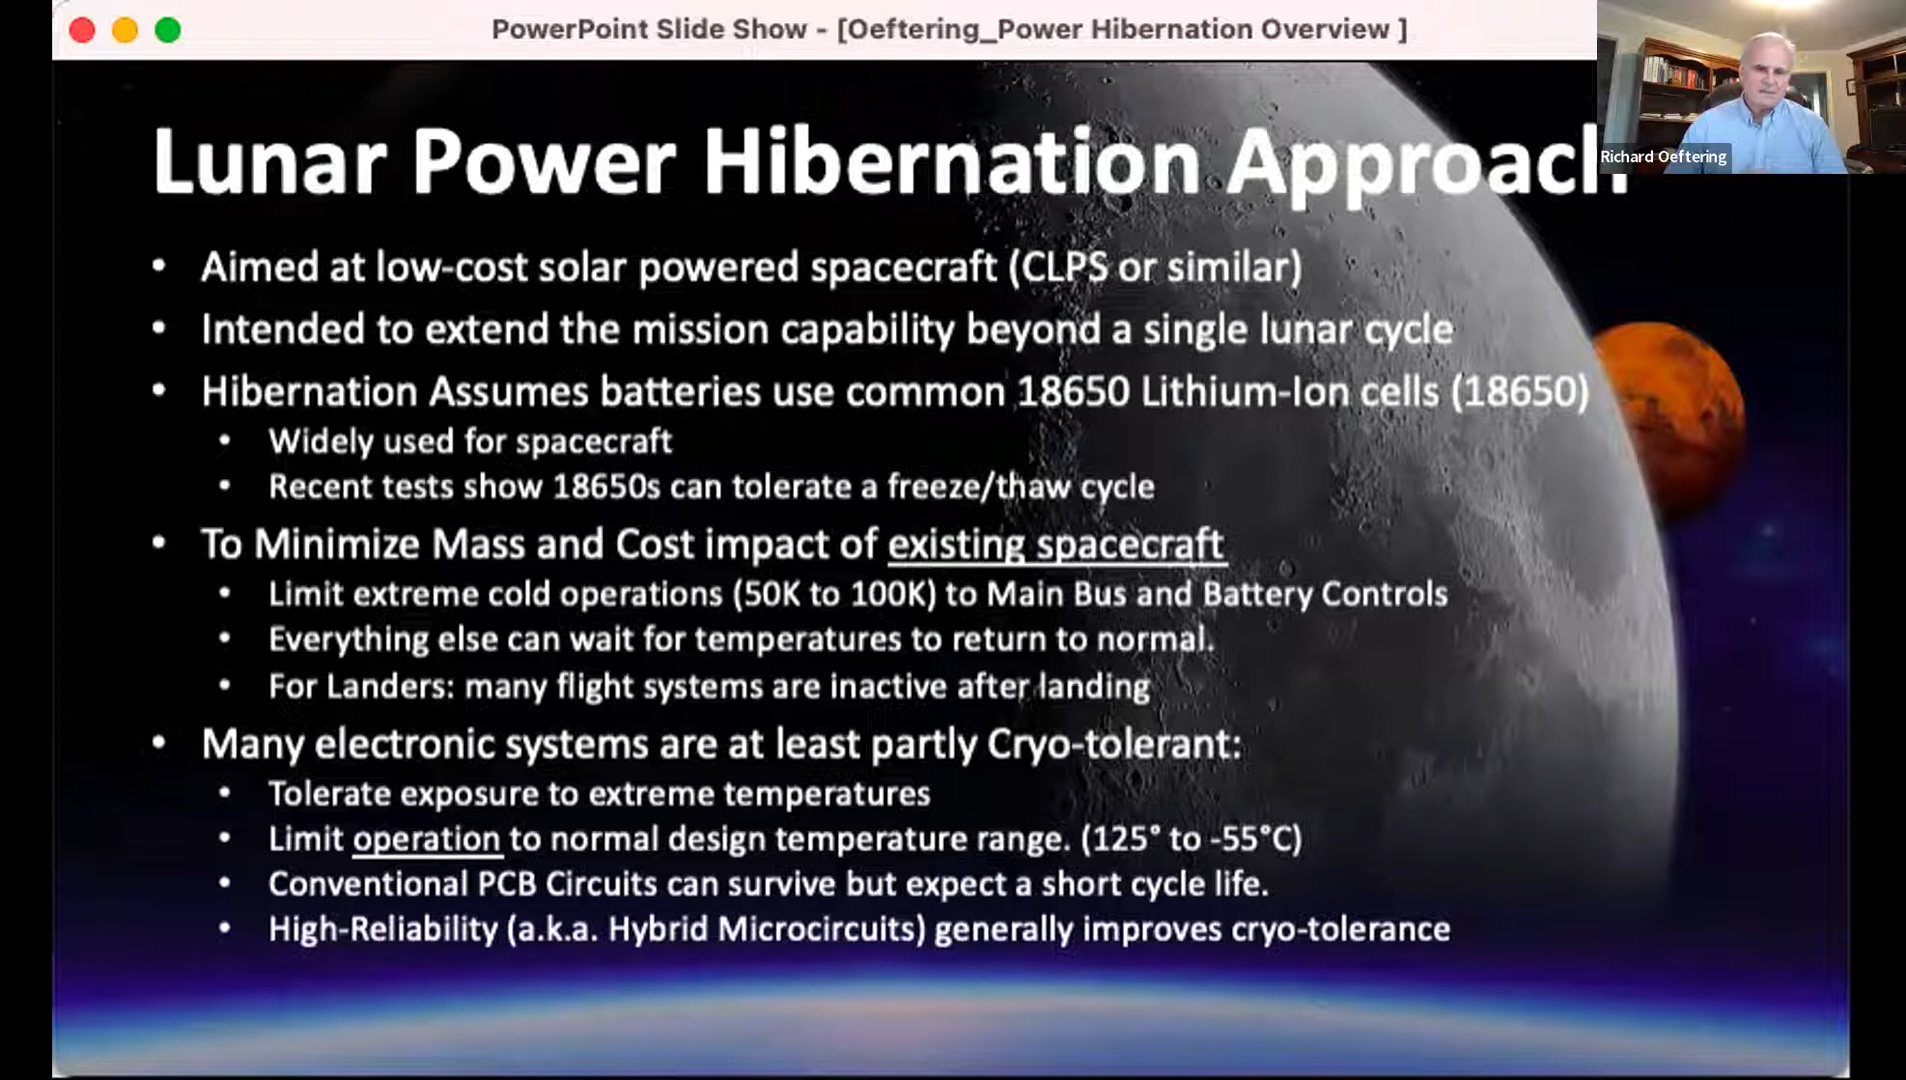 PowerPoint Slide Show - [Oeftering_Power Hibernation Overview ]
Richard Oeftering
Lunar Power Hibernation Approach
• Aimed at low-cost solar powered spacecraft (CLPS or similar)
• Intended to extend the mission capability beyond a single lunar cycle
• Hibernation Assumes batteries use common 18650 Lithium-Ion cells (18650)
• Widely used for spacecraft
• Recent tests show 18650s can tolerate a freeze/thaw cycle
• To Minimize Mass and Cost impact of existing spacecraft
• Limit extreme cold operations (50K to 100K) to Main Bus and Battery Controls
• Everything else can wait for temperatures to return to normal.
• For Landers: many flight systems are inactive after landing
• Many electronic systems are at least partly Cryo-tolerant:
• Tolerate exposure to extreme temperatures
• Limit operation to normal design temperature range. (125° to -55°C)
• Conventional PCB Circuits can survive but expect a short cycle life.
• High-Reliability (a.k.a. Hybrid Microcircuits) generally improves cryo-tolerance